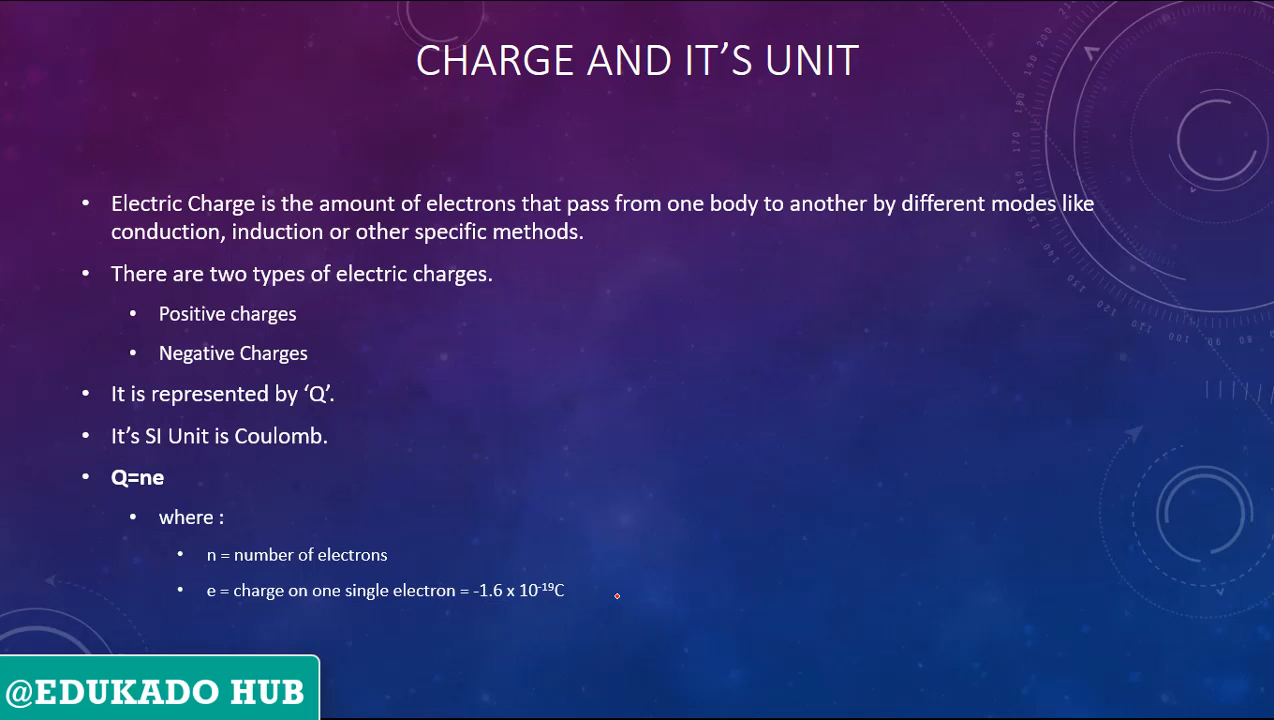 CHARGE AND IT’S UNIT
• Electric Charge is the amount of electrons that pass from one body to another by different modes like
conduction, induction or other specific methods.
• There are two types of electric charges.
• Positive charges
• Negative Charges
• It is represented by ‘Q’.
• It’s SI Unit is Coulomb.
• Q=ne
• where :
• n = number of electrons
• e = charge on one single electron = -1.6 x 10⁻¹⁹C
@EDUKADO HUB